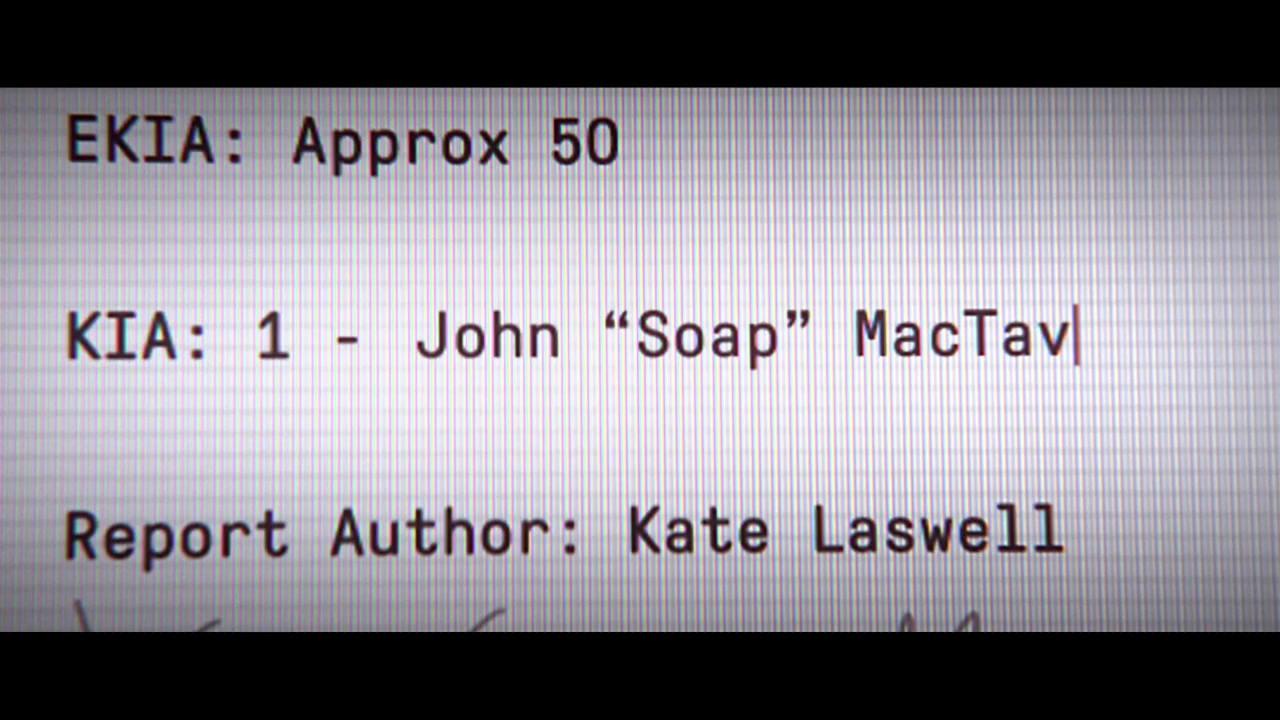 EKIA: Approx 50
KIA: 1 - John “Soap” MacTav
Report Author: Kate Laswell